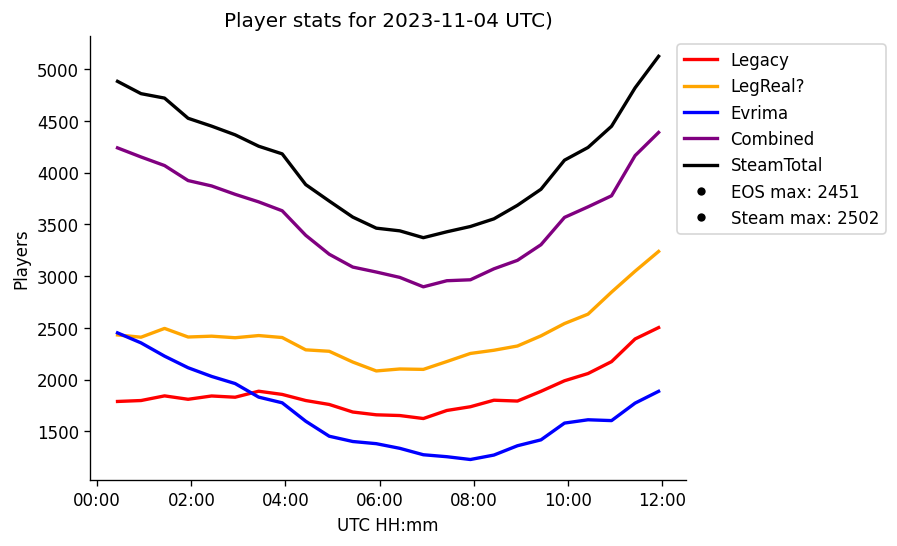 Player stats for 2023-11-04 UTC)
Players
5000
4500
4000
3500
3000
2500
2000
1500
00:00 02:00 04:00 06:00 08:00 10:00 12:00
UTC HH:mm
Legacy
LegReal?
Evrima
Combined
SteamTotal
EOS max: 2451
Steam max: 2502